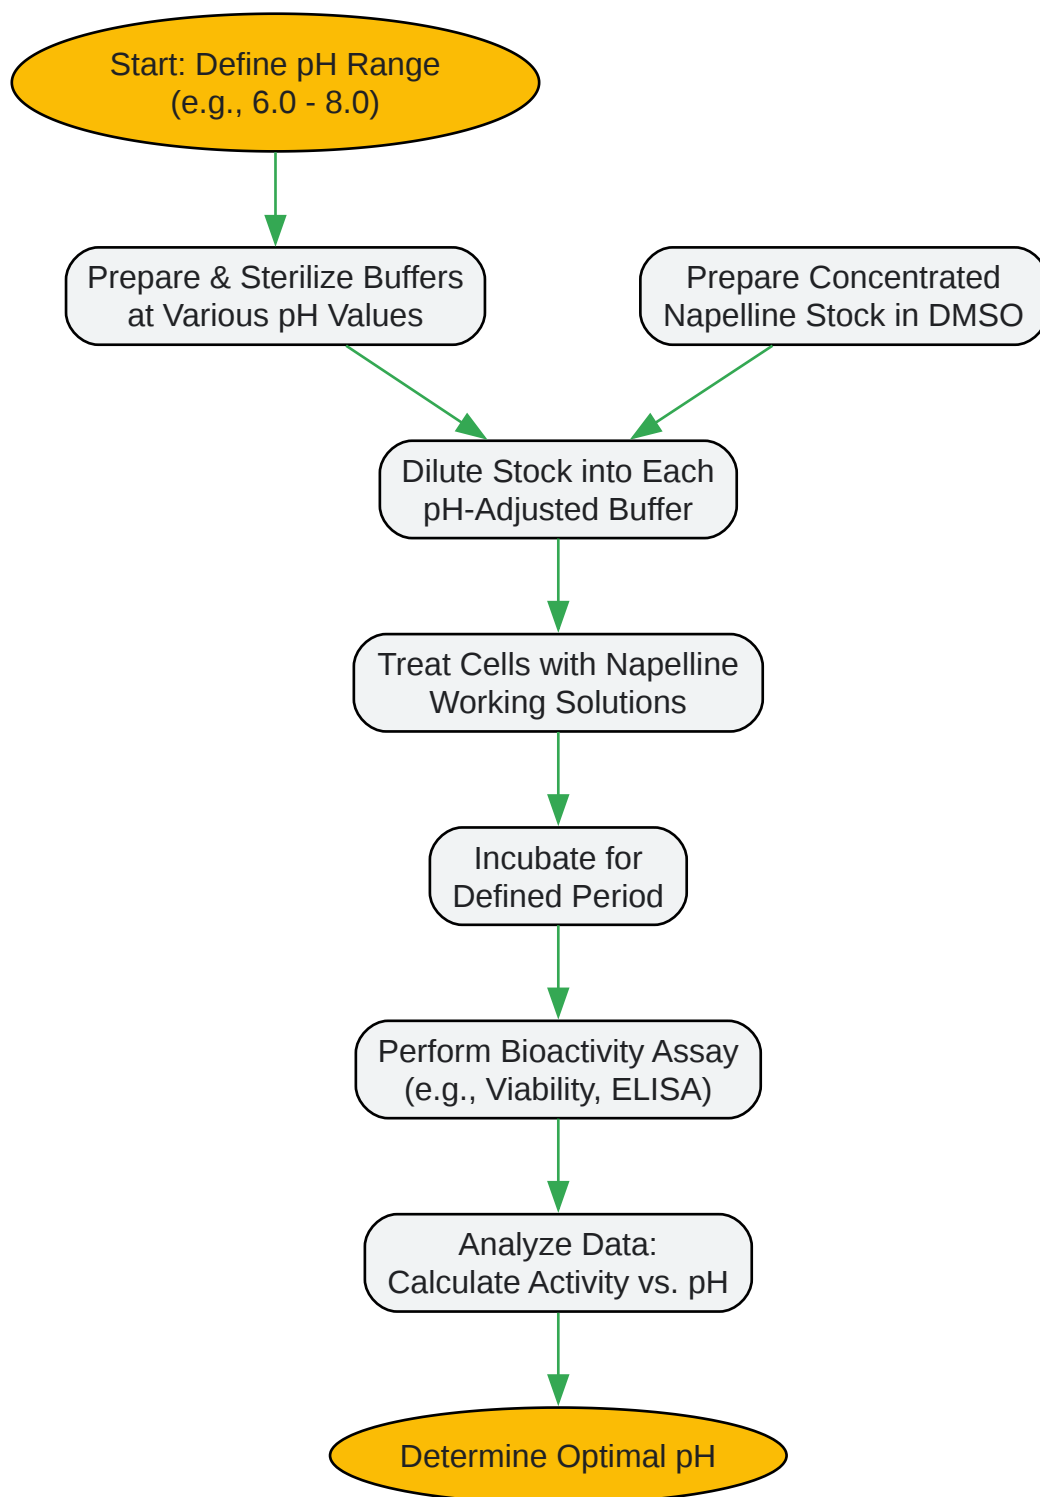 Start: Define pH Range
(e.g., 6.0 - 8.0)
Prepare & Sterilize Buffers
at Various pH Values
Prepare Concentrated
Napelline Stock in DMSO
Dilute Stock into Each
pH-Adjusted Buffer
Treat Cells with Napelline
Working Solutions
Incubate for
Defined Period
Perform Bioactivity Assay
(e.g., Viability, ELISA)
Analyze Data:
Calculate Activity vs. pH
Determine Optimal pH